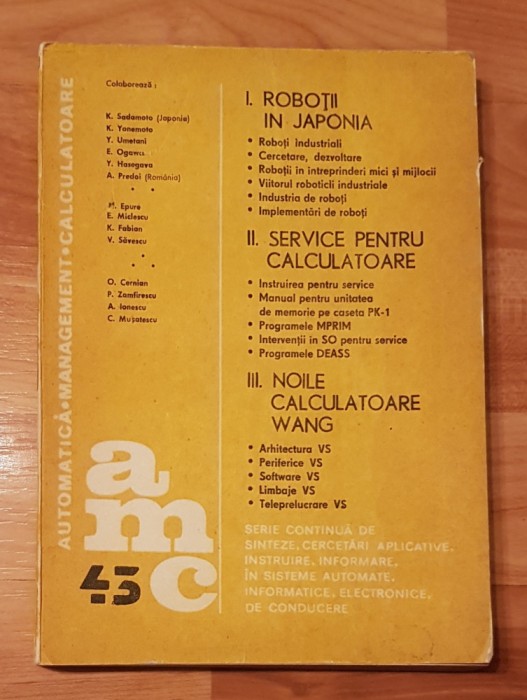 AUTOMATICĂ • MANAGEMENT • CALCULATOARE
Colaborează :
K. Sadamoto (Japonia)
K. Yonemoto
Y. Umetani
E. Ogawa
Y. Hasegava
A. Predoi (România)
• •
M. Epure
E. Miclescu
K. Fabian
V. Săvescu
•
• •
O. Cernian
P. Zamfirescu
A. Ionescu
C. Mușatescu
amc
43
I. ROBOȚII
IN JAPONIA
• Roboți industriali
• Cercetare, dezvoltare
• Roboții in intreprinderi mici și mijlocii
• Viitorul roboticii industriale
• Industria de roboți
• Implementări de roboți
II. SERVICE PENTRU
CALCULATOARE
• Instruirea pentru service
• Manual pentru unitatea
de memorie pe caseta PK-1
• Programele MPRIM
• Intervenții in SO pentru service
• Programele DEASS
III. NOILE
CALCULATOARE
WANG
• Arhitectura VS
• Periferice VS
• Software VS
• Limbaje VS
• Teleprelucrare VS
SERIE CONTINUĂ DE
SINTEZE, CERCETĂRI APLICATIVE,
INSTRUIRE, INFORMARE,
ÎN SISTEME AUTOMATE,
INFORMATICE, ELECTRONICE,
DE CONDUCERE